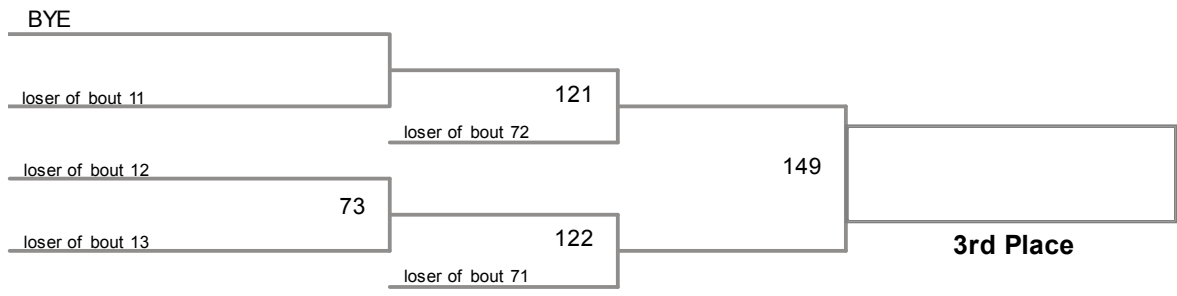 BYE
loser of bout 11
121
loser of bout 72
loser of bout 12
149
73
loser of bout 13
122
3rd Place
loser of bout 71